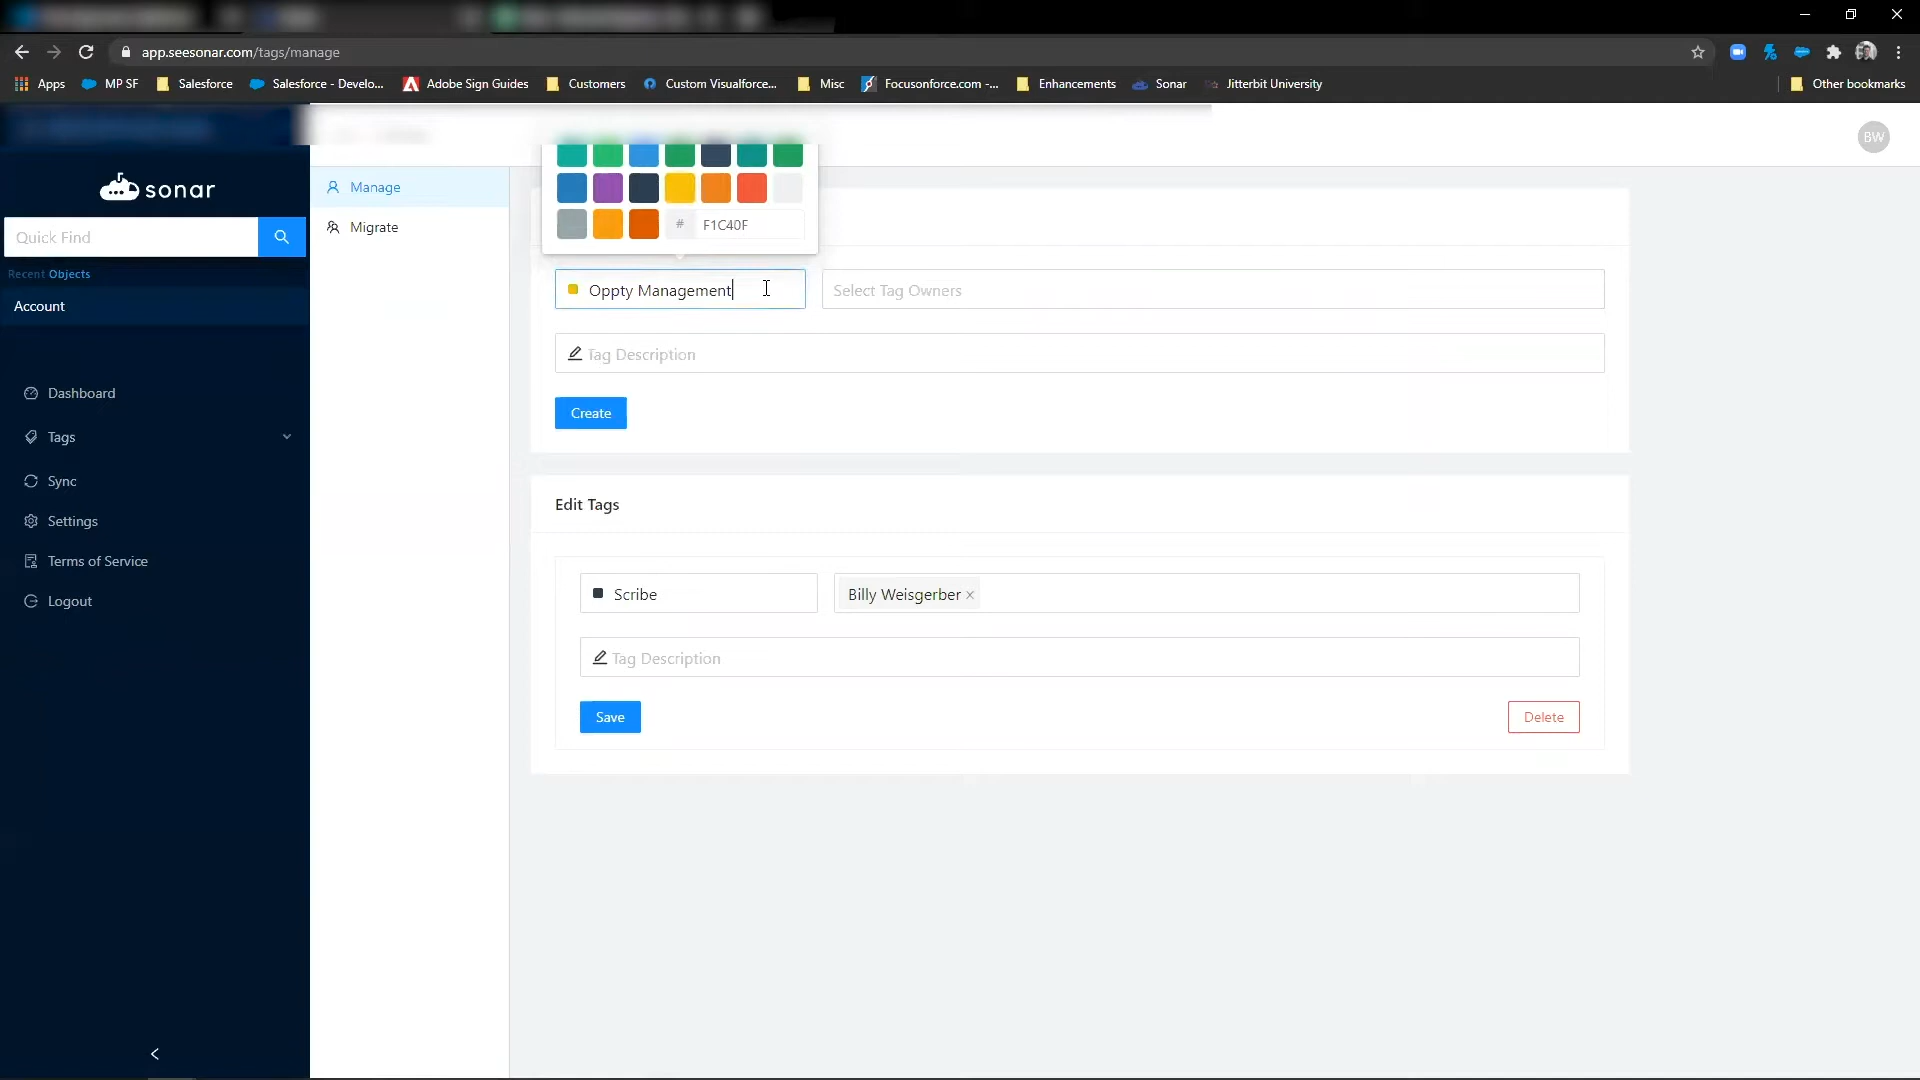 app.seesonar.com/tags/manage
Apps
MP SF
Salesforce
Salesforce - Develo...
Adobe Sign Guides
Customers
Custom Visualforce...
Misc
Focusonforce.com -...
Enhancements
Sonar
Jitterbit University
Other bookmarks
BW
sonar
Quick Find
Recent Objects
Account
Dashboard
Tags
Sync
Settings
Terms of Service
Logout
Manage
Migrate
# F1C40F
Oppty Management
Select Tag Owners
Tag Description
Create
Edit Tags
Scribe
Billy Weisgerber ×
Tag Description
Save
Delete